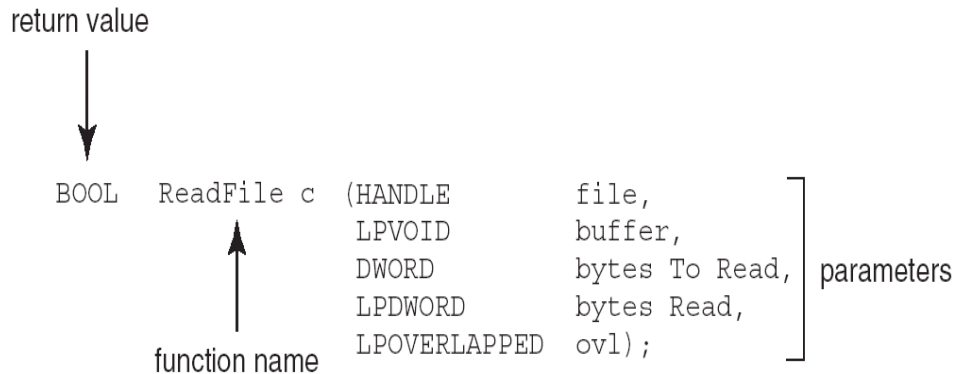 return value
BOOL ReadFile c (HANDLE file,
LPVOID buffer,
DWORD bytes To Read,
parameters
LPDWORD bytes Read,
LPOVERLAPPED ovl);
function name